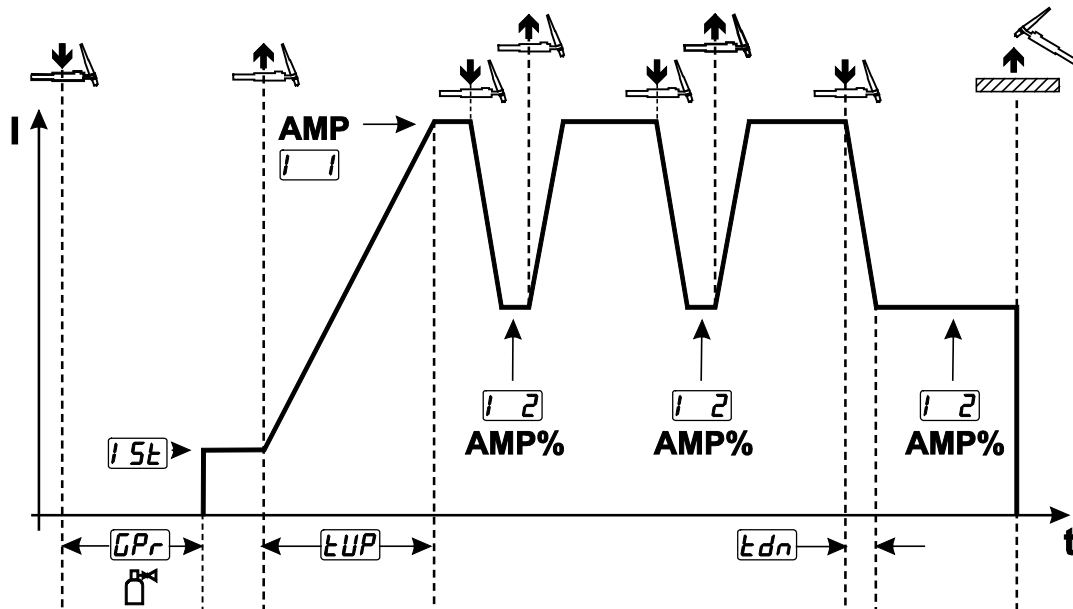 I
AMP
I 1
I 2
AMP%
I 2
AMP%
I 2
AMP%
I St
GPr
tUP
tdn
t